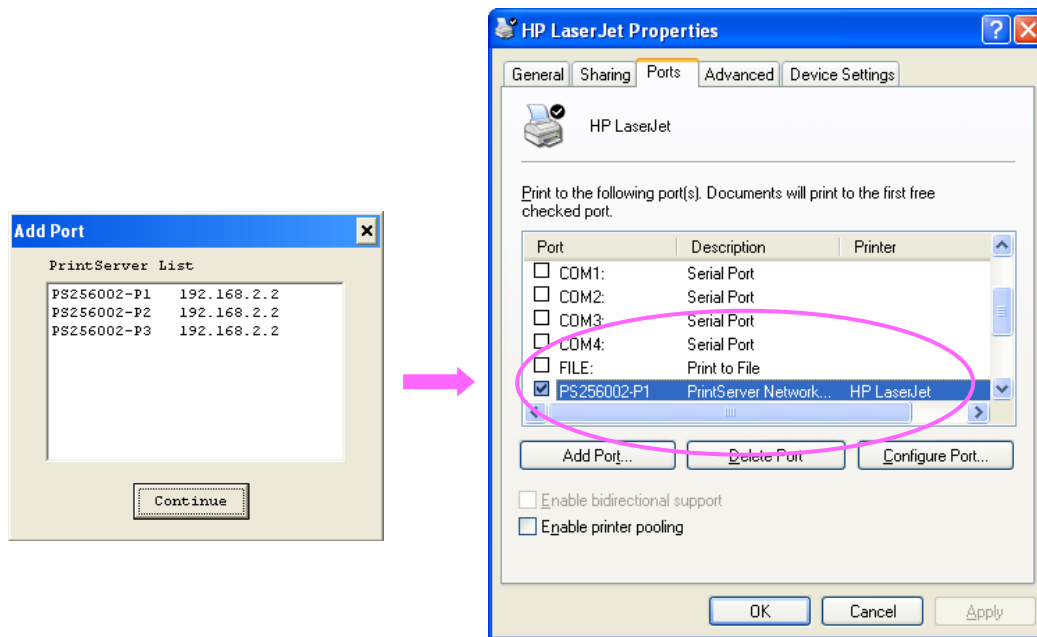 Add Port
PrintServer List
PS256002-P1 192.168.2.2
PS256002-P2 192.168.2.2
PS256002-P3 192.168.2.2
Continue
HP LaserJet Properties
General Sharing Ports Advanced Device Settings
HP LaserJet
Print to the following port(s). Documents will print to the first free
checked port.
Port Description Printer
COM1: Serial Port
COM2: Serial Port
COM3: Serial Port
COM4: Serial Port
FILE: Print to File
PS256002-P1 PrintServer Network... HP LaserJet
Add Port... Delete Port Configure Port...
Enable bidirectional support
Enable printer pooling
OK Cancel Apply